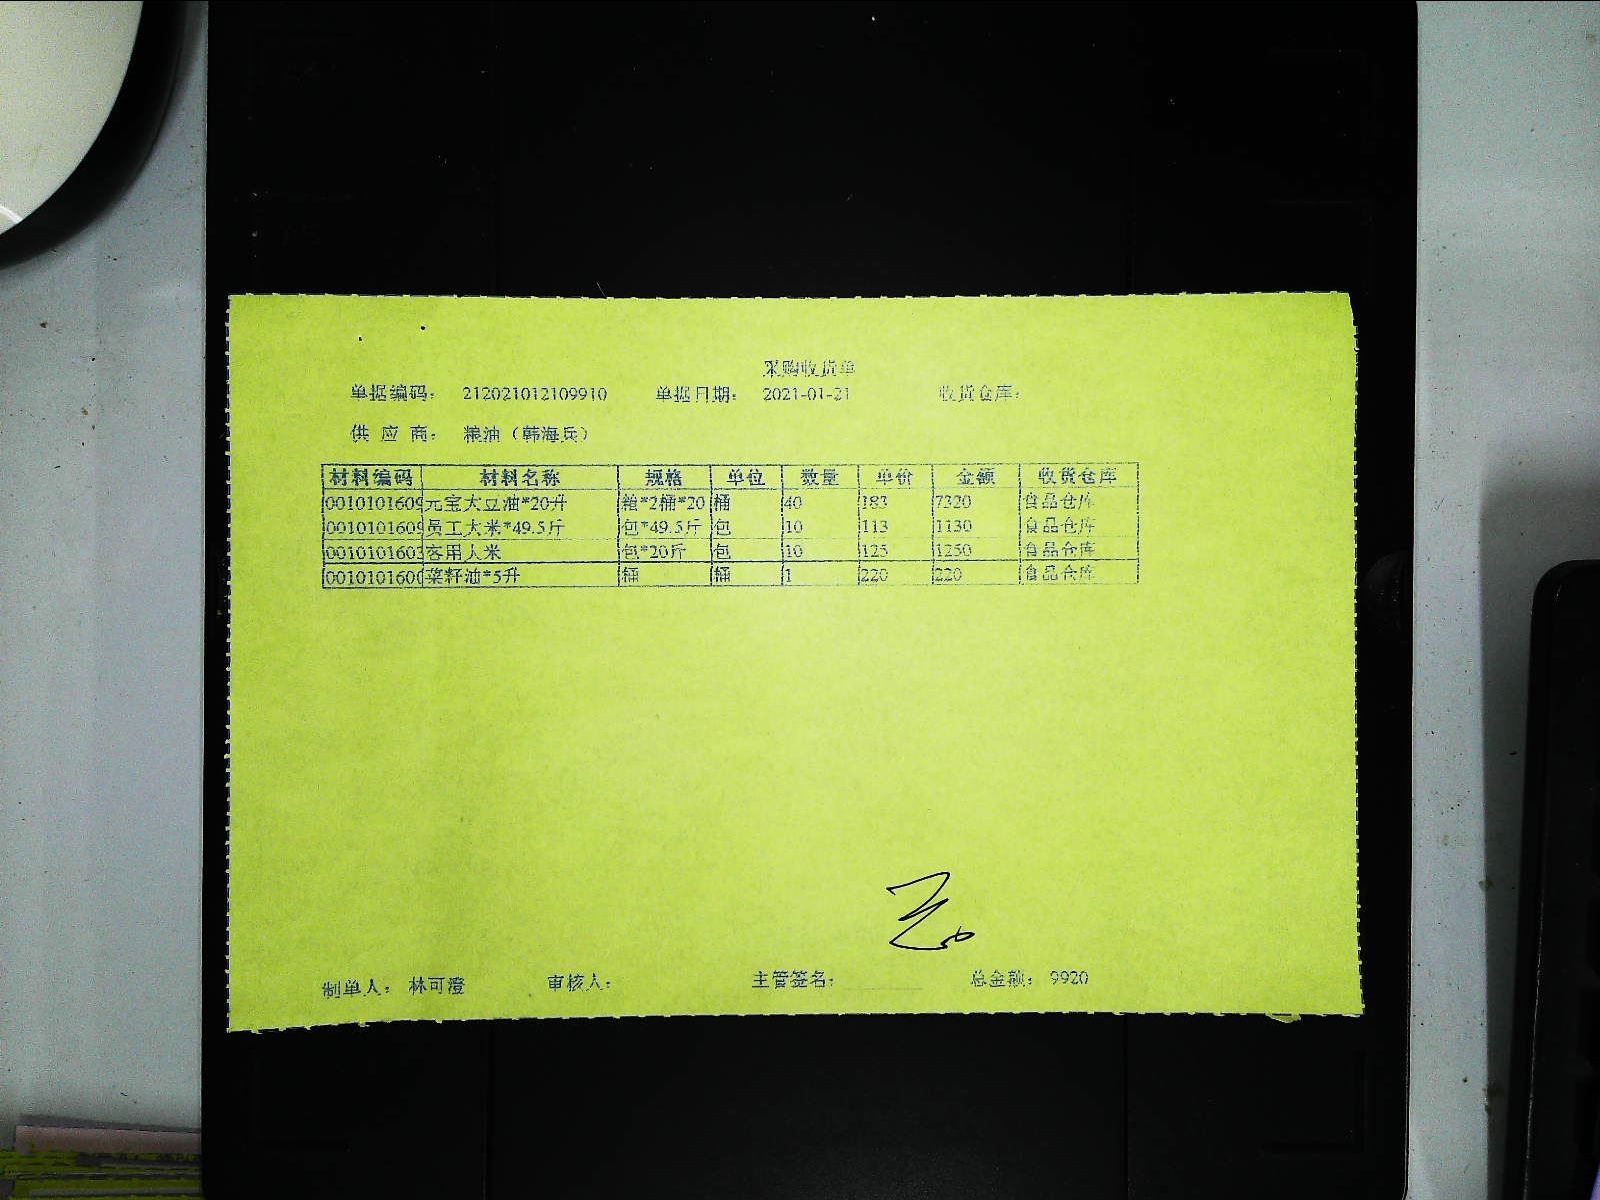 采购收货单
单据编码： 212021012109910 单据日期： 2021-01-21 收货仓库：
供 应 商： 粮油（韩海兵）
材料编码 材料名称 规格 单位 数量 单价 金额 收货仓库
0010101609 元宝大豆油*20升 箱*2桶*20 桶 40 183 7320 食品仓库
0010101609 员工大米*49.5斤 包*49.5斤 包 10 113 1130 食品仓库
0010101603 客用大米 包*20斤 包 10 125 1250 食品仓库
001010160 菜籽油*5升 桶 桶 1 220 220 食品仓库
制单人： 林可澄 审核人： 主管签名： 总金额： 9920